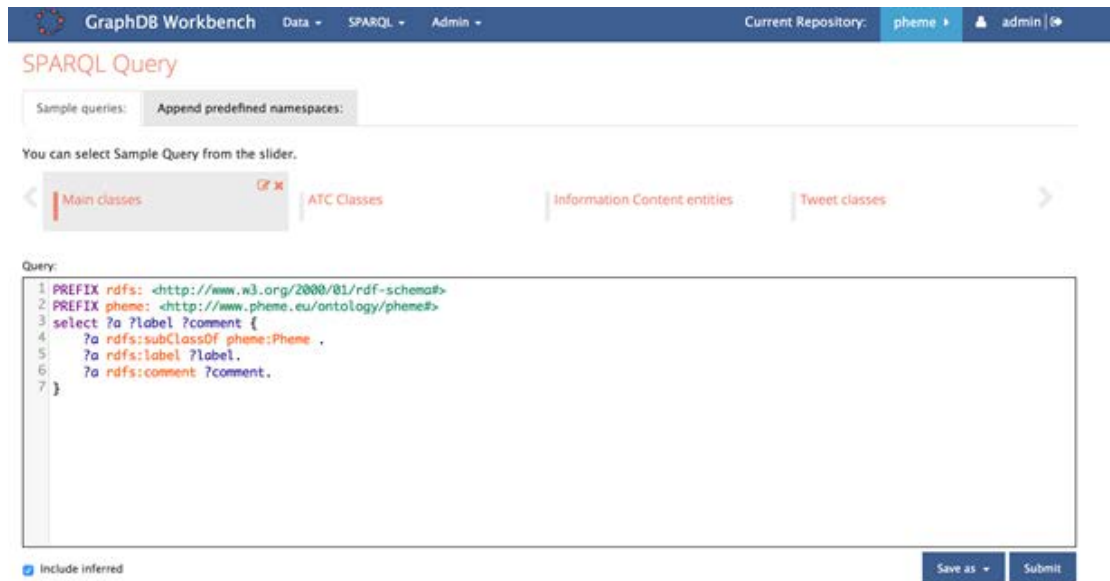 GraphDB Workbench Data SPARQL Admin Current Repository: pheme admin
SPARQL Query
Sample queries: Append predefined namespaces:
You can select Sample Query from the slider.
Main classes ATC Classes Information Content entities Tweet classes
Query:
1 PREFIX rdfs: <http://www.w3.org/2000/01/rdf-schema#>
2 PREFIX pheme: <http://www.pheme.eu/ontology/pheme#>
3 select ?a ?label ?comment {
4 ?a rdfs:subClassOf pheme:Pheme .
5 ?a rdfs:label ?label.
6 ?a rdfs:comment ?comment.
7 }
Include inferred Save as Submit